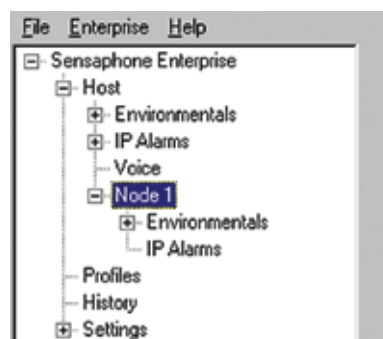 File Enterprise Help
Sensaphone Enterprise
Host
Environmentals
IP Alarms
Voice
Node 1
Environmentals
IP Alarms
Profiles
History
Settings